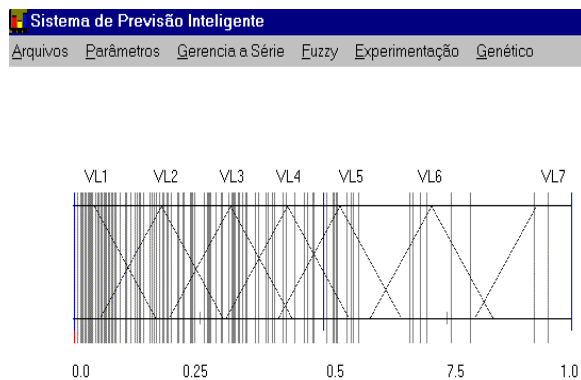 Sistema de Previsão Inteligente
Arquivos Parâmetros Gerencia a Série Fuzzy Experimentação Genético
VL1 VL2 VL3 VL4 VL5 VL6 VL7
0.0 0.25 0.5 7.5 1.0